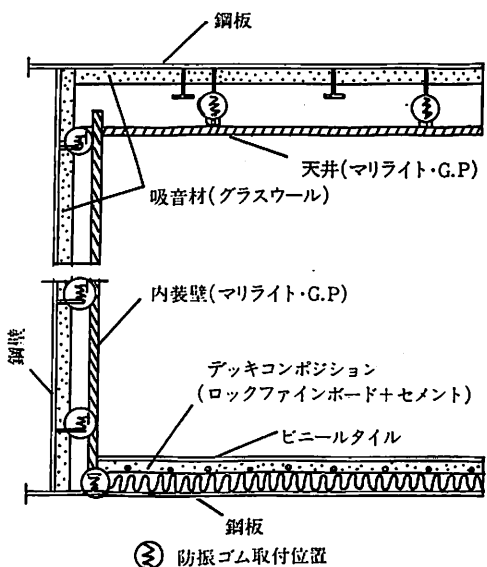 鋼板
天井(マリライト・G.P)
吸音材(グラスウール)
内装壁(マリライト・G.P)
鋼壁
デッキコンポジション
(ロックファインボード+セメント)
ビニールタイル
鋼板
防振ゴム取付位置